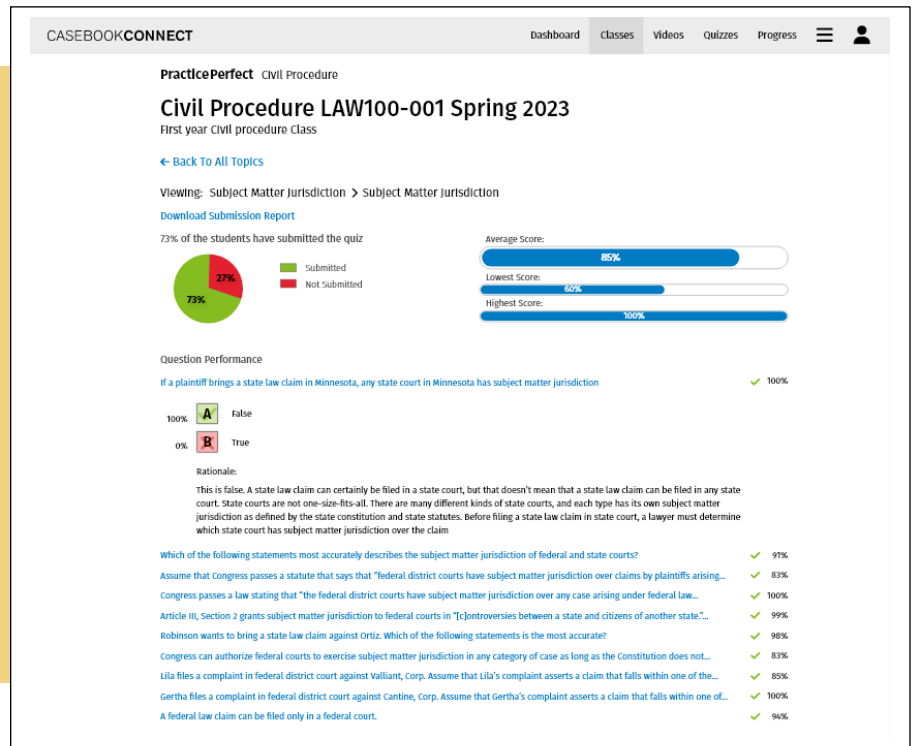 CASEBOOKCONNECT
Dashboard Classes Videos Quizzes Progress
PracticePerfect Civil Procedure
Civil Procedure LAW100-001 Spring 2023
First year Civil procedure Class
← Back To All Topics
Viewing: Subject Matter Jurisdiction > Subject Matter Jurisdiction
Download Submission Report
73% of the students have submitted the quiz
27%
73%
Submitted
Not Submitted
Average Score:
85%
Lowest Score:
60%
Highest Score:
100%
Question Performance
If a plaintiff brings a state law claim in Minnesota, any state court in Minnesota has subject matter jurisdiction 100%
100% A False
0% B True
Rationale:
This is false. A state law claim can certainly be filed in a state court, but that doesn't mean that a state law claim can be filed in any state
court. State courts are not one-size-fits-all. There are many different kinds of state courts, and each type has its own subject matter
jurisdiction as defined by the state constitution and state statutes. Before filing a state law claim in state court, a lawyer must determine
which state court has subject matter jurisdiction over the claim
Which of the following statements most accurately describes the subject matter jurisdiction of federal and state courts? 91%
Assume that Congress passes a statute that says that "federal district courts have subject matter jurisdiction over claims by plaintiffs arising... 83%
Congress passes a law stating that "the federal district courts have subject matter jurisdiction over any case arising under federal law... 100%
Article III, Section 2 grants subject matter jurisdiction to federal courts in "[c]ontroversies between a state and citizens of another state."... 99%
Robinson wants to bring a state law claim against Ortiz. Which of the following statements is the most accurate? 98%
Congress can authorize federal courts to exercise subject matter jurisdiction in any category of case as long as the Constitution does not... 83%
Lila files a complaint in federal district court against Valliant, Corp. Assume that Lila's complaint asserts a claim that falls within one of the... 85%
Gertha files a complaint in federal district court against Cantine, Corp. Assume that Gertha's complaint asserts a claim that falls within one of... 100%
A federal law claim can be filed only in a federal court. 94%